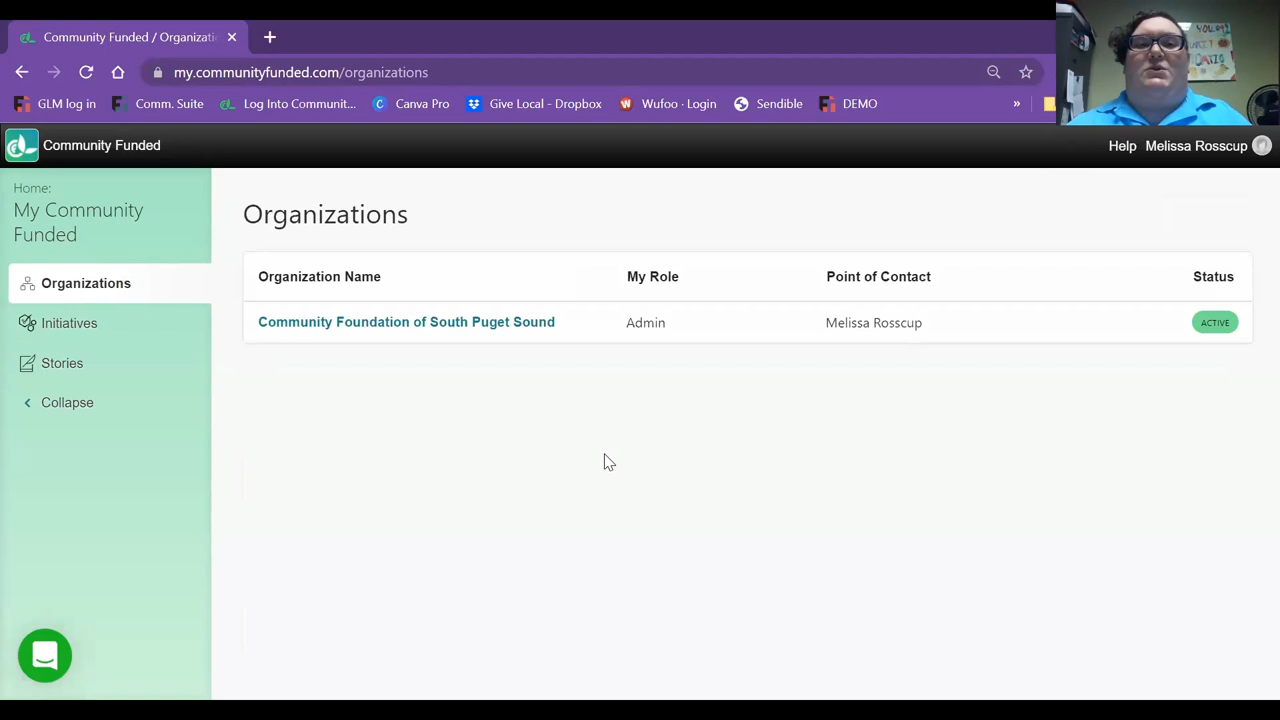 Community Funded / Organizati
my.communityfunded.com/organizations
GLM log in
Comm. Suite
Log Into Communit...
Canva Pro
Give Local - Dropbox
Wufoo · Login
Sendible
DEMO
»
Community Funded
Help
Melissa Rosscup
Home:
My Community
Funded
Organizations
Initiatives
Stories
Collapse
Organizations
Organization Name
My Role
Point of Contact
Status
Community Foundation of South Puget Sound
Admin
Melissa Rosscup
ACTIVE